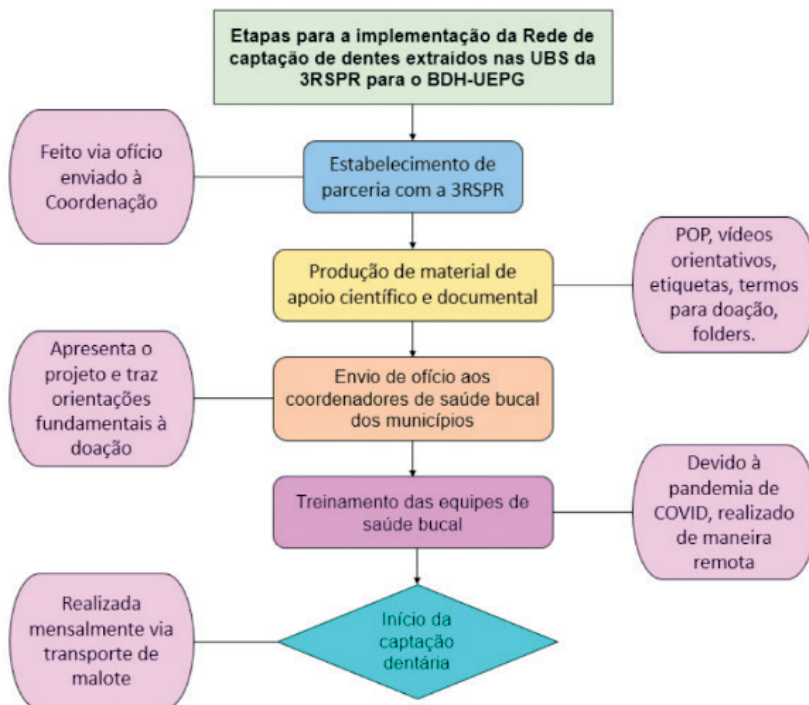 Etapas para a implementação da Rede de
captação de dentes extraídos nas UBS da
3RSPR para o BDH-UEPG
Feito via ofício
enviado à
Coordenação
Estabelecimento de
parceria com a 3RSPR
Produção de material de
apoio científico e documental
POP, vídeos
orientativos,
etiquetas, termos
para doação,
folders.
Apresenta o
projeto e traz
orientações
fundamentais à
doação
Envio de ofício aos
coordenadores de saúde bucal
dos municípios
Treinamento das equipes de
saúde bucal
Devido à
pandemia de
COVID, realizado
de maneira
remota
Realizada
mensalmente via
transporte de
malote
Início da
captação
dentária